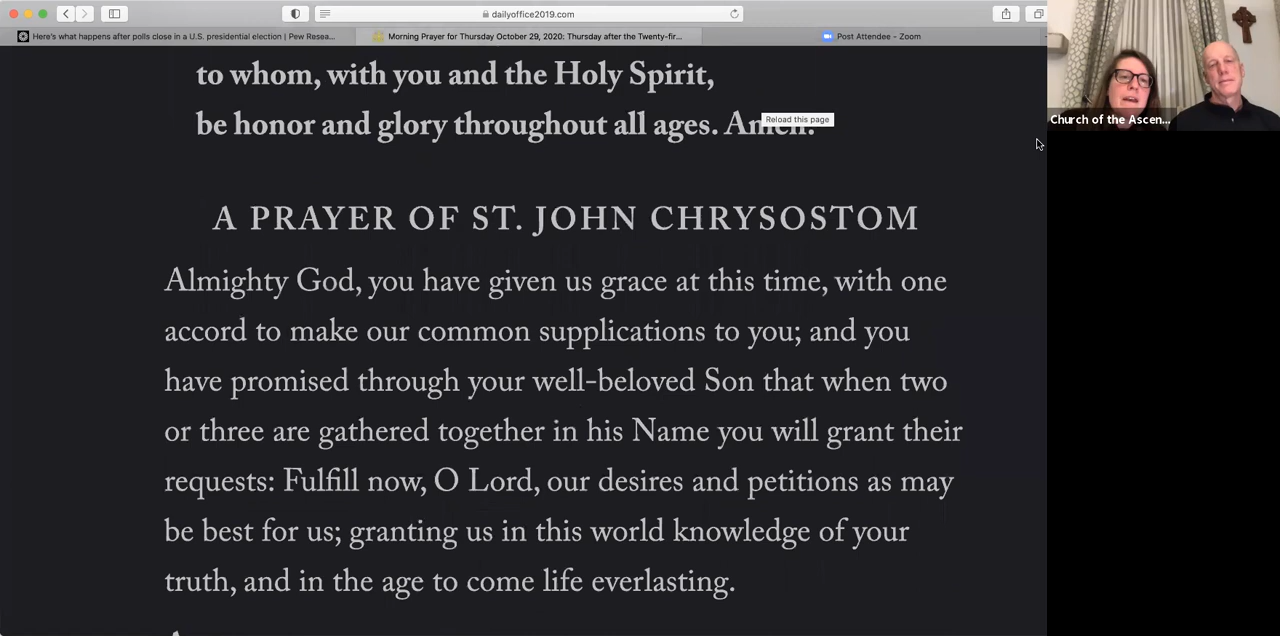 dailyoffice2019.com
Here's what happens after polls close in a U.S. presidential election | Pew Resea...
Morning Prayer for Thursday October 29, 2020: Thursday after the Twenty-fir...
Post Attendee - Zoom
to whom, with you and the Holy Spirit,
be honor and glory throughout all ages. Amen.
Reload this page
Church of the Ascen...
A PRAYER OF ST. JOHN CHRYSOSTOM
Almighty God, you have given us grace at this time, with one
accord to make our common supplications to you; and you
have promised through your well-beloved Son that when two
or three are gathered together in his Name you will grant their
requests: Fulfill now, O Lord, our desires and petitions as may
be best for us; granting us in this world knowledge of your
truth, and in the age to come life everlasting.